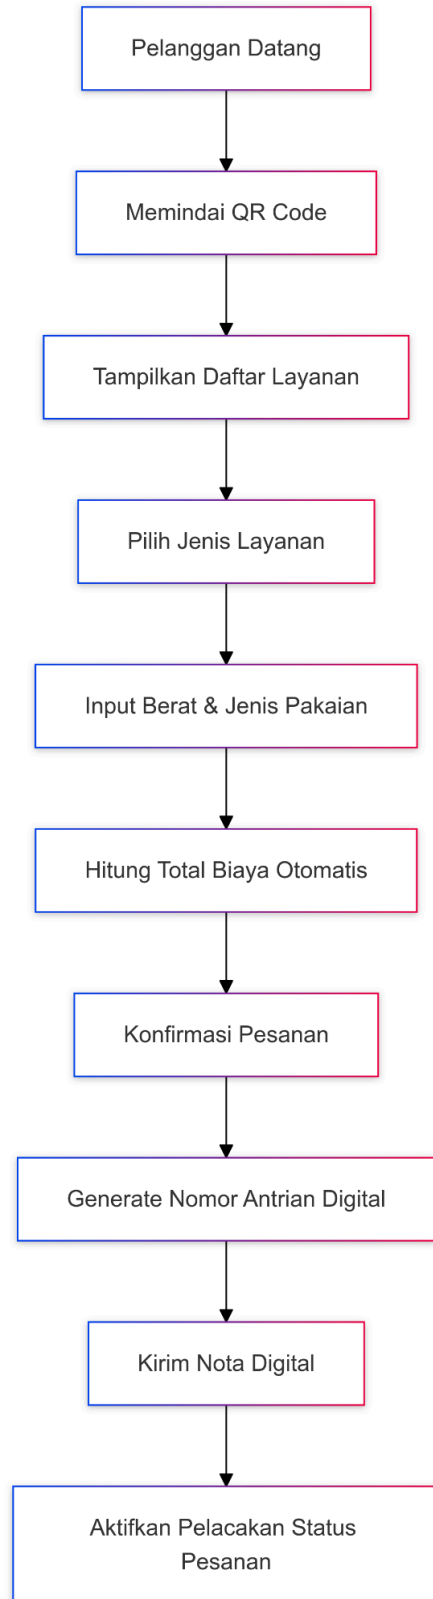 Pelanggan Datang
Memindai QR Code
Tampilkan Daftar Layanan
Pilih Jenis Layanan
Input Berat & Jenis Pakaian
Hitung Total Biaya Otomatis
Konfirmasi Pesanan
Generate Nomor Antrian Digital
Kirim Nota Digital
Aktifkan Pelacakan Status
Pesanan